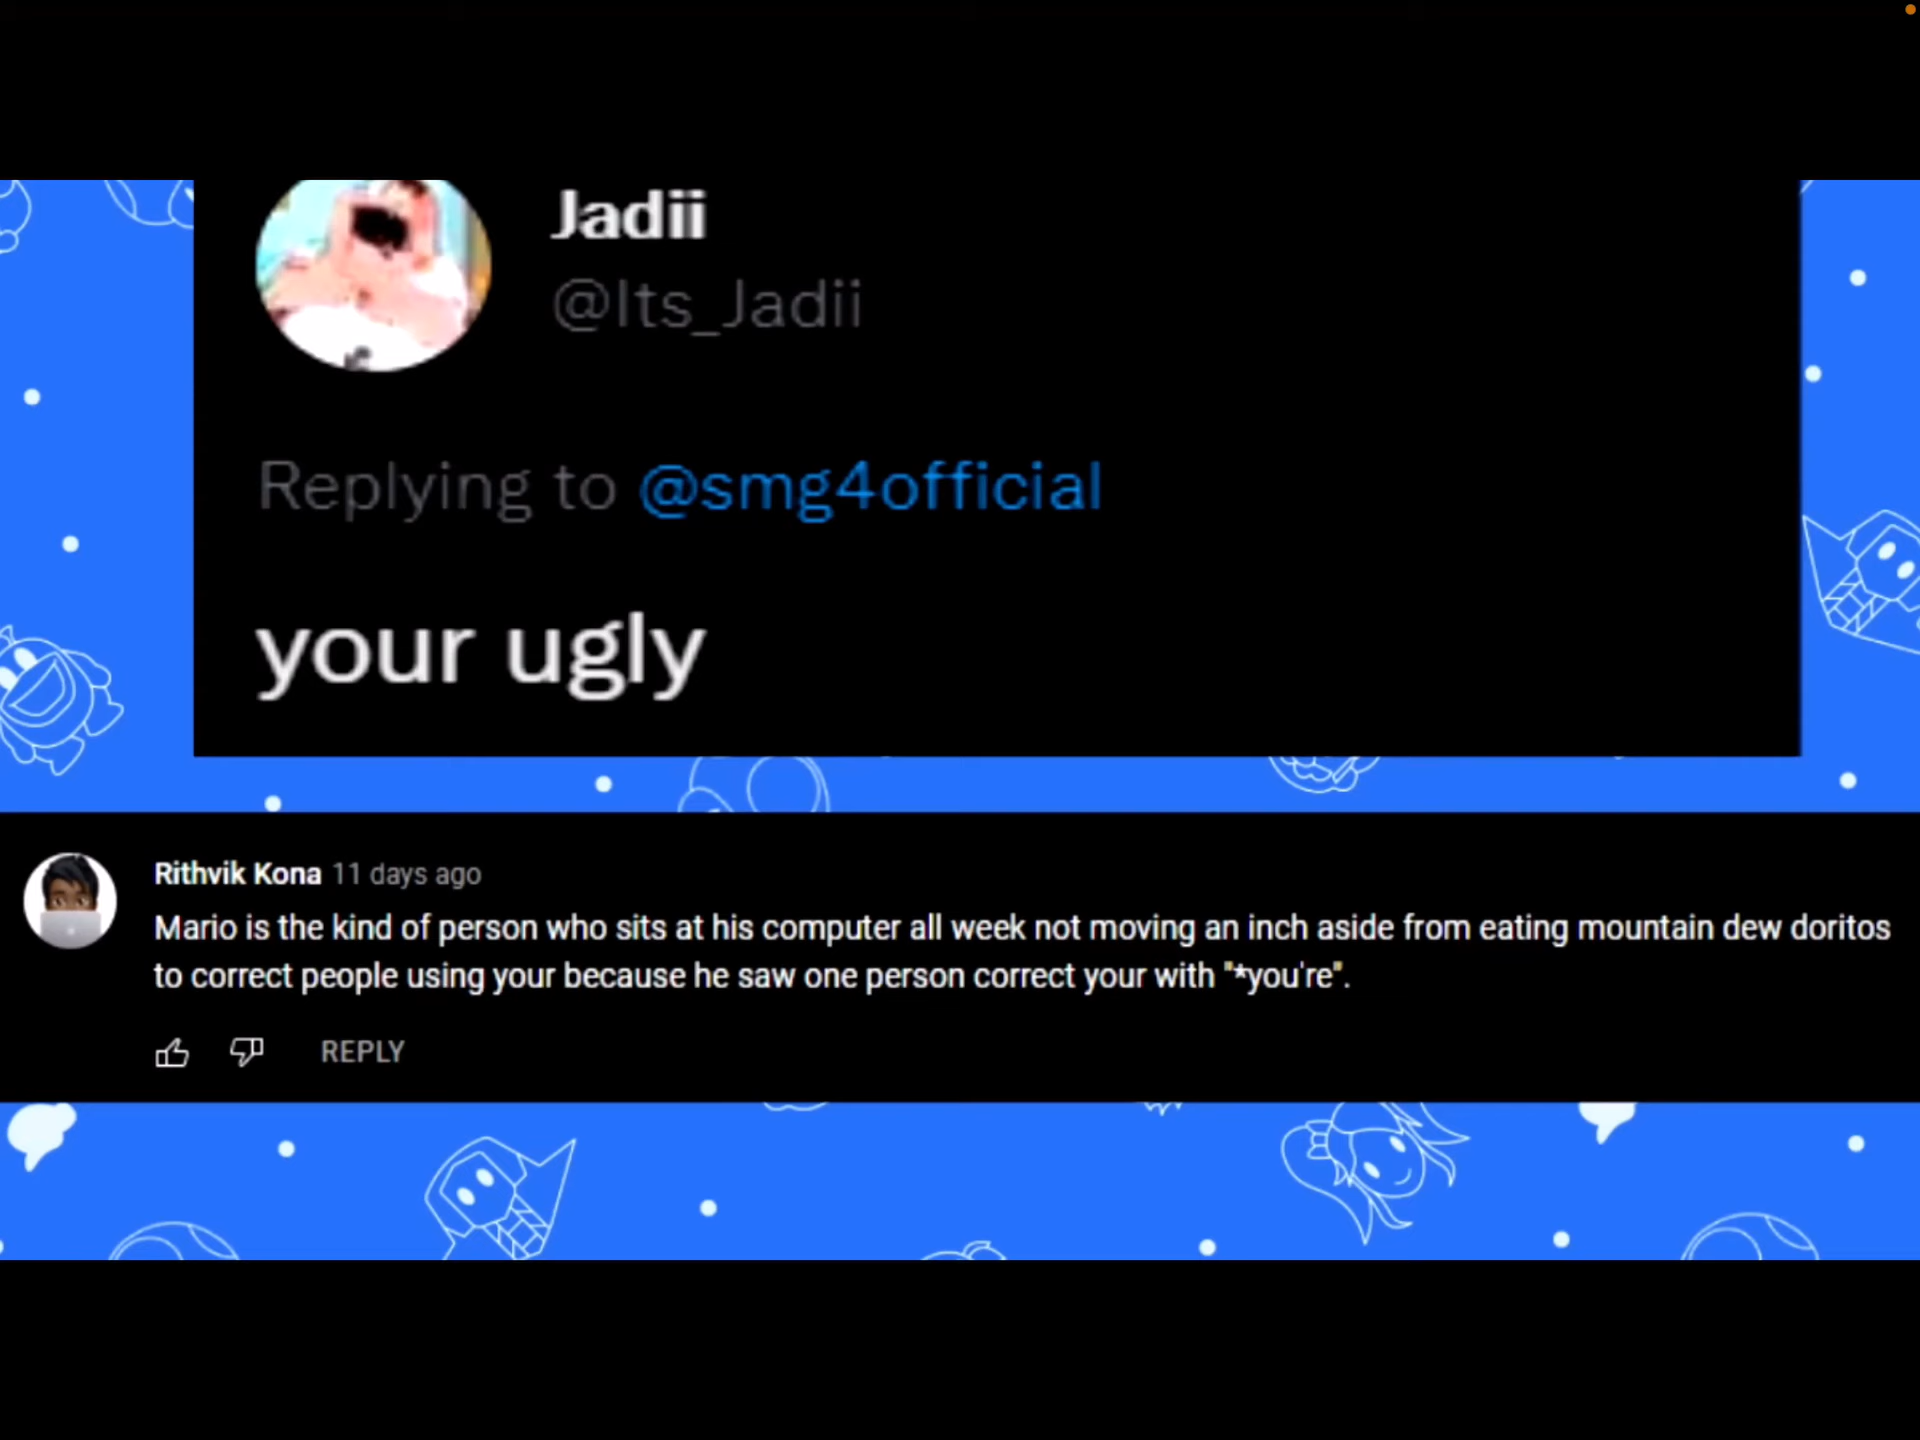 Jadii
@Its_Jadii
Replying to @smg4official
your ugly
Rithvik Kona 11 days ago
Mario is the kind of person who sits at his computer all week not moving an inch aside from eating mountain dew doritos
to correct people using your because he saw one person correct your with "*you're".
REPLY